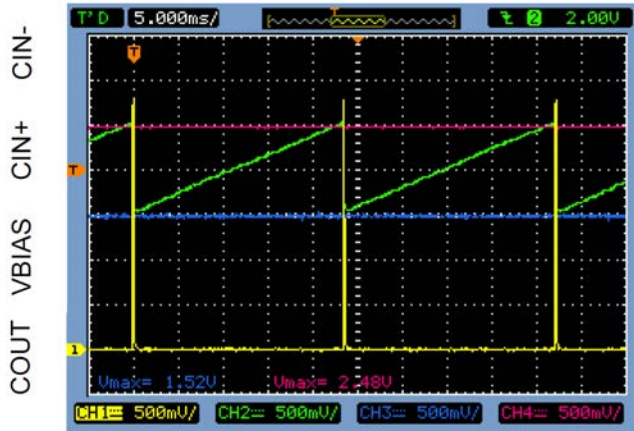 T'D 5.000ms/ T 2 2.00V
CIN-
CIN+
VBIAS
COUT
T
T
1
Vmax= 1.52V Vmax= 2.48V
CH1 500mV/ CH2 500mV/ CH3 500mV/ CH4 500mV/